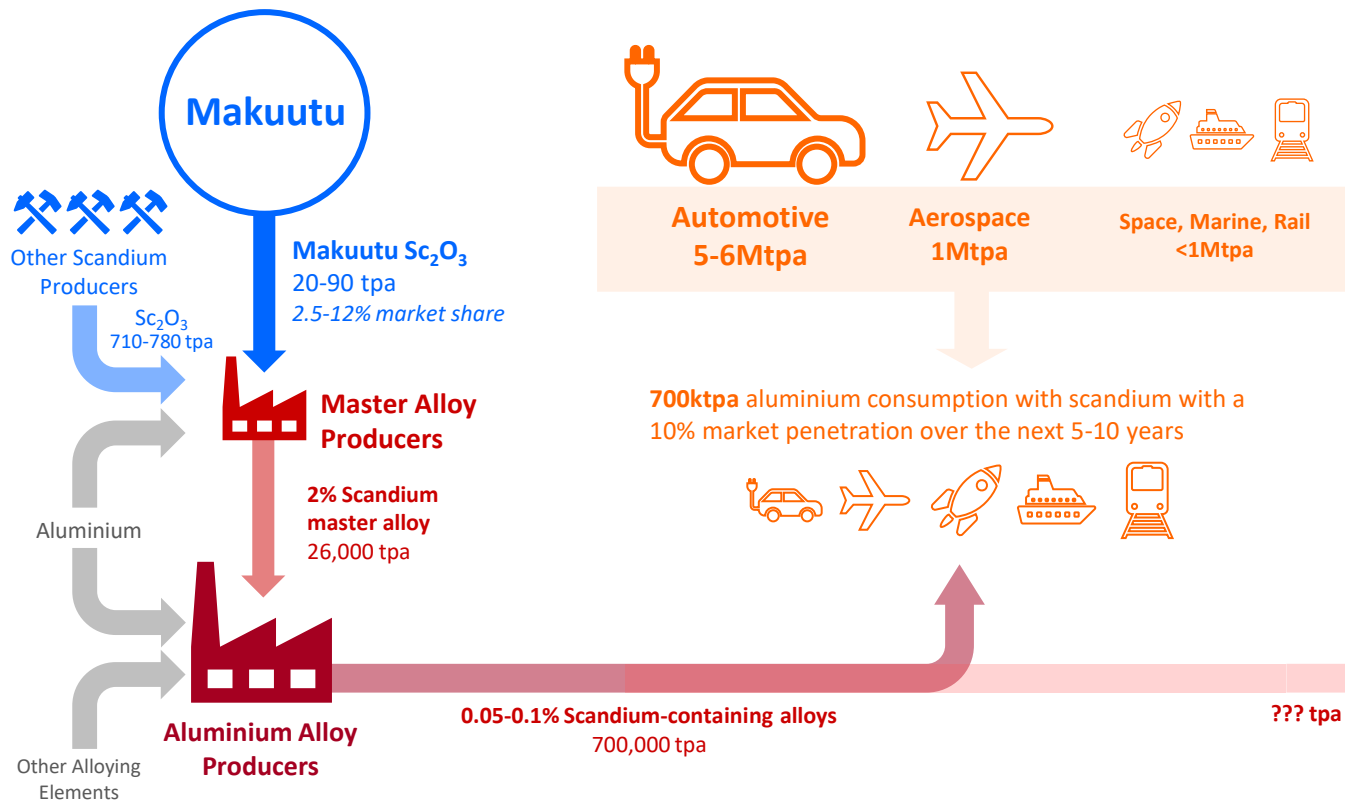 Makuutu
Other Scandium
Producers
Sc₂O₃
710-780 tpa
Makuutu Sc₂O₃
20-90 tpa
2.5-12% market share
Master Alloy
Producers
Aluminium
2% Scandium
master alloy
26,000 tpa
Aluminium Alloy
Producers
Other Alloying
Elements
0.05-0.1% Scandium-containing alloys
700,000 tpa
??? tpa
Automotive
5-6Mtpa
Aerospace
1Mtpa
Space, Marine, Rail
<1Mtpa
700ktpa aluminium consumption with scandium with a
10% market penetration over the next 5-10 years